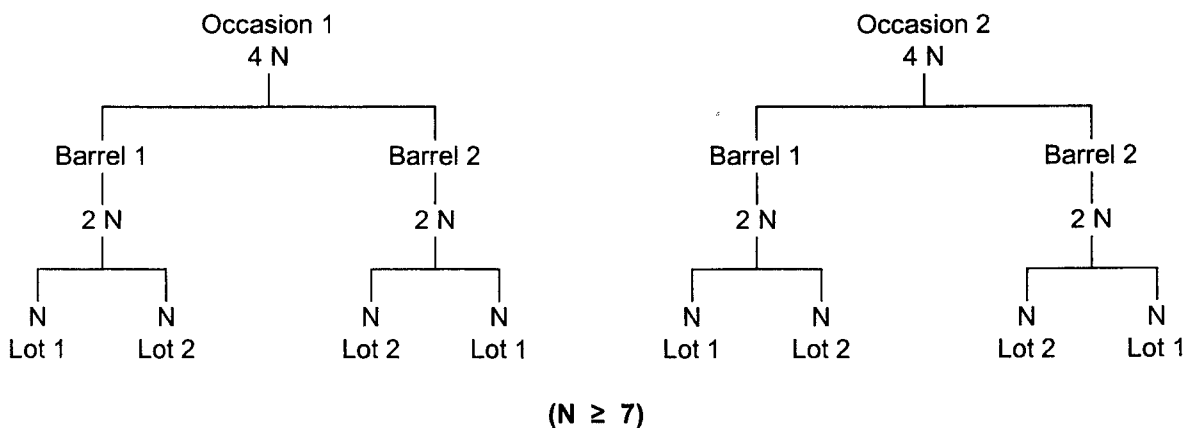 Occasion 1 Occasion 2
4 N 4 N
Barrel 1 Barrel 2 Barrel 1 Barrel 2
2 N 2 N 2 N 2 N
N N N N N N N N
Lot 1 Lot 2 Lot 2 Lot 1 Lot 1 Lot 2 Lot 2 Lot 1
(N ≥ 7)